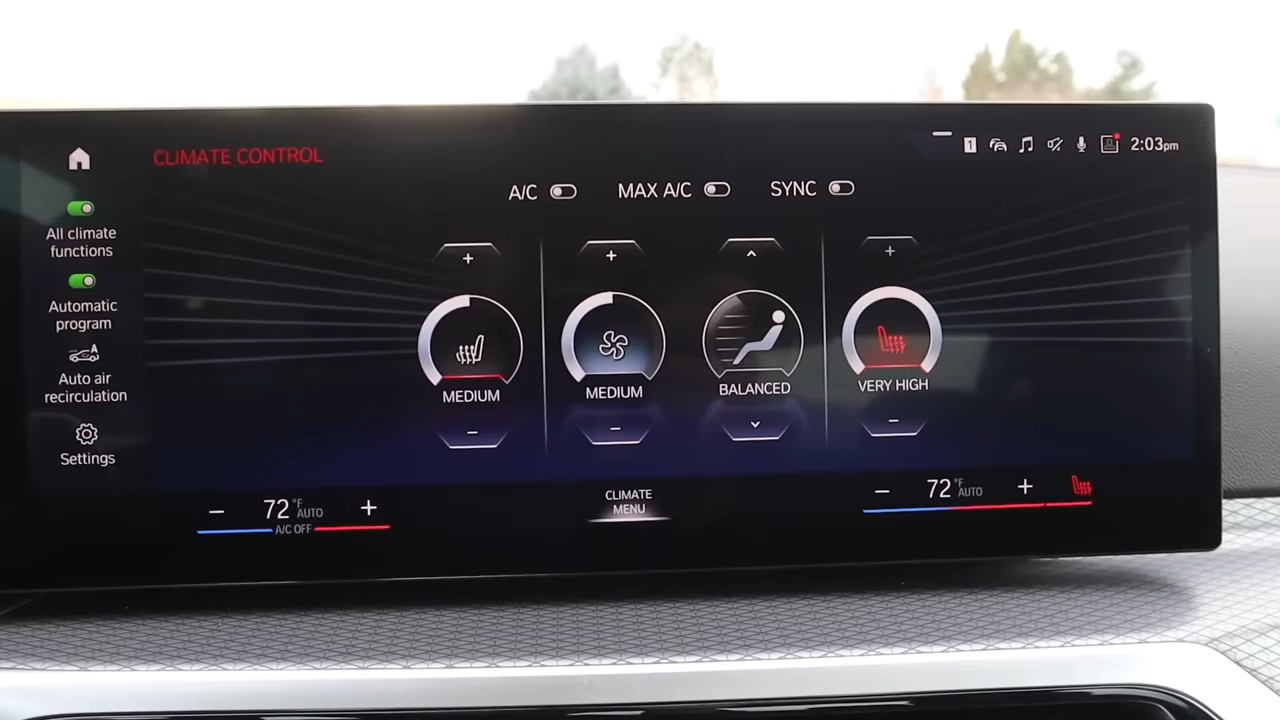 CLIMATE CONTROL
1
2:03pm
A/C
MAX A/C
SYNC
All climate
functions
Automatic
program
Auto air
recirculation
Settings
+
+
+
MEDIUM
MEDIUM
BALANCED
VERY HIGH
−
−
−
− 72 °F AUTO +
A/C OFF
CLIMATE
MENU
− 72 °F AUTO +